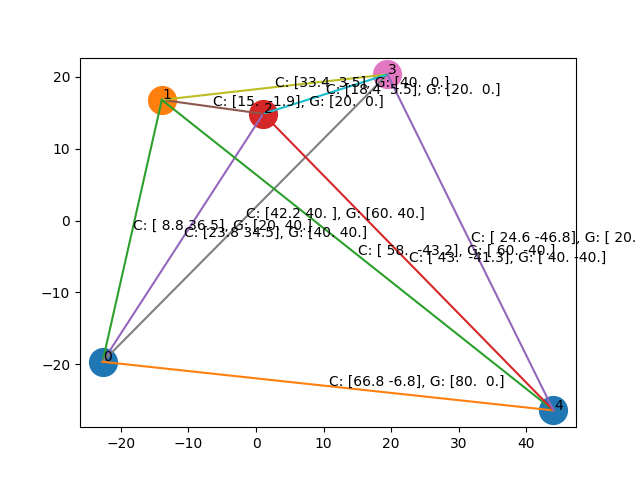 3
20
C: [33.4 3.5], G: [40. 0.]
C: [18.4 5.5], G: [20. 0.]
1
C: [15. -1.9], G: [20. 0.]
2
10
C: [42.2 40. ], G: [60. 40.]
0
C: [ 8.8 36.5], G: [20. 40.]
C: [23.8 34.5], G: [40. 40.]
C: [ 24.6 -46.8], G: [ 20.
C: [ 58. -43.2], G: [ 60. -40.]
C: [ 43. -41.3], G: [ 40. -40.]
−10
0
−20
C: [66.8 -6.8], G: [80. 0.]
4
−20 −10 0 10 20 30 40